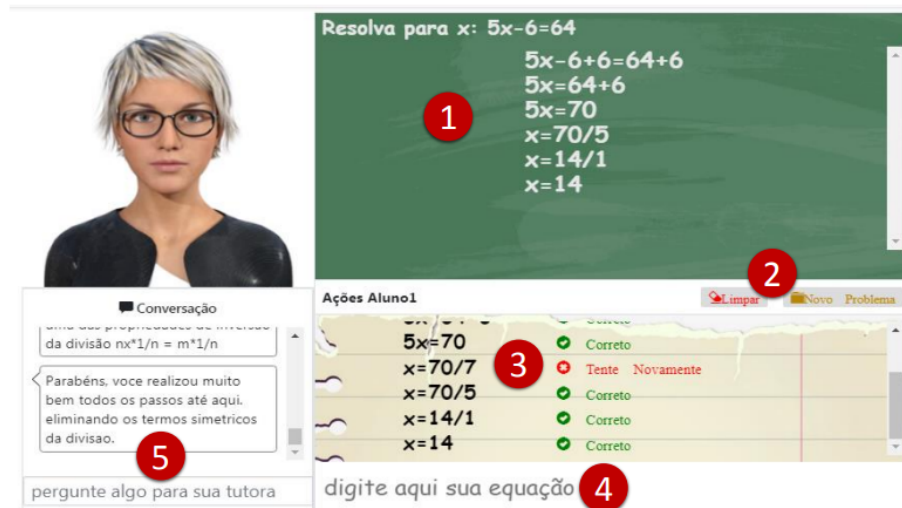 Resolva para x: 5x-6=64
5x-6+6=64+6
5x=64+6
5x=70
x=70/5
x=14/1
x=14
1
2
Conversação
da divisão nx*1/n = m*1/n
Parabéns, voce realizou muito
bem todos os passos até aqui.
eliminando os termos simetricos
da divisao.
5
pergunte algo para sua tutora
Ações Aluno1
Limpar
Novo Problema
Correto
5x=70 Correto
x=70/7 3 Tente Novamente
x=70/5 Correto
x=14/1 Correto
x=14 Correto
digite aqui sua equação 4